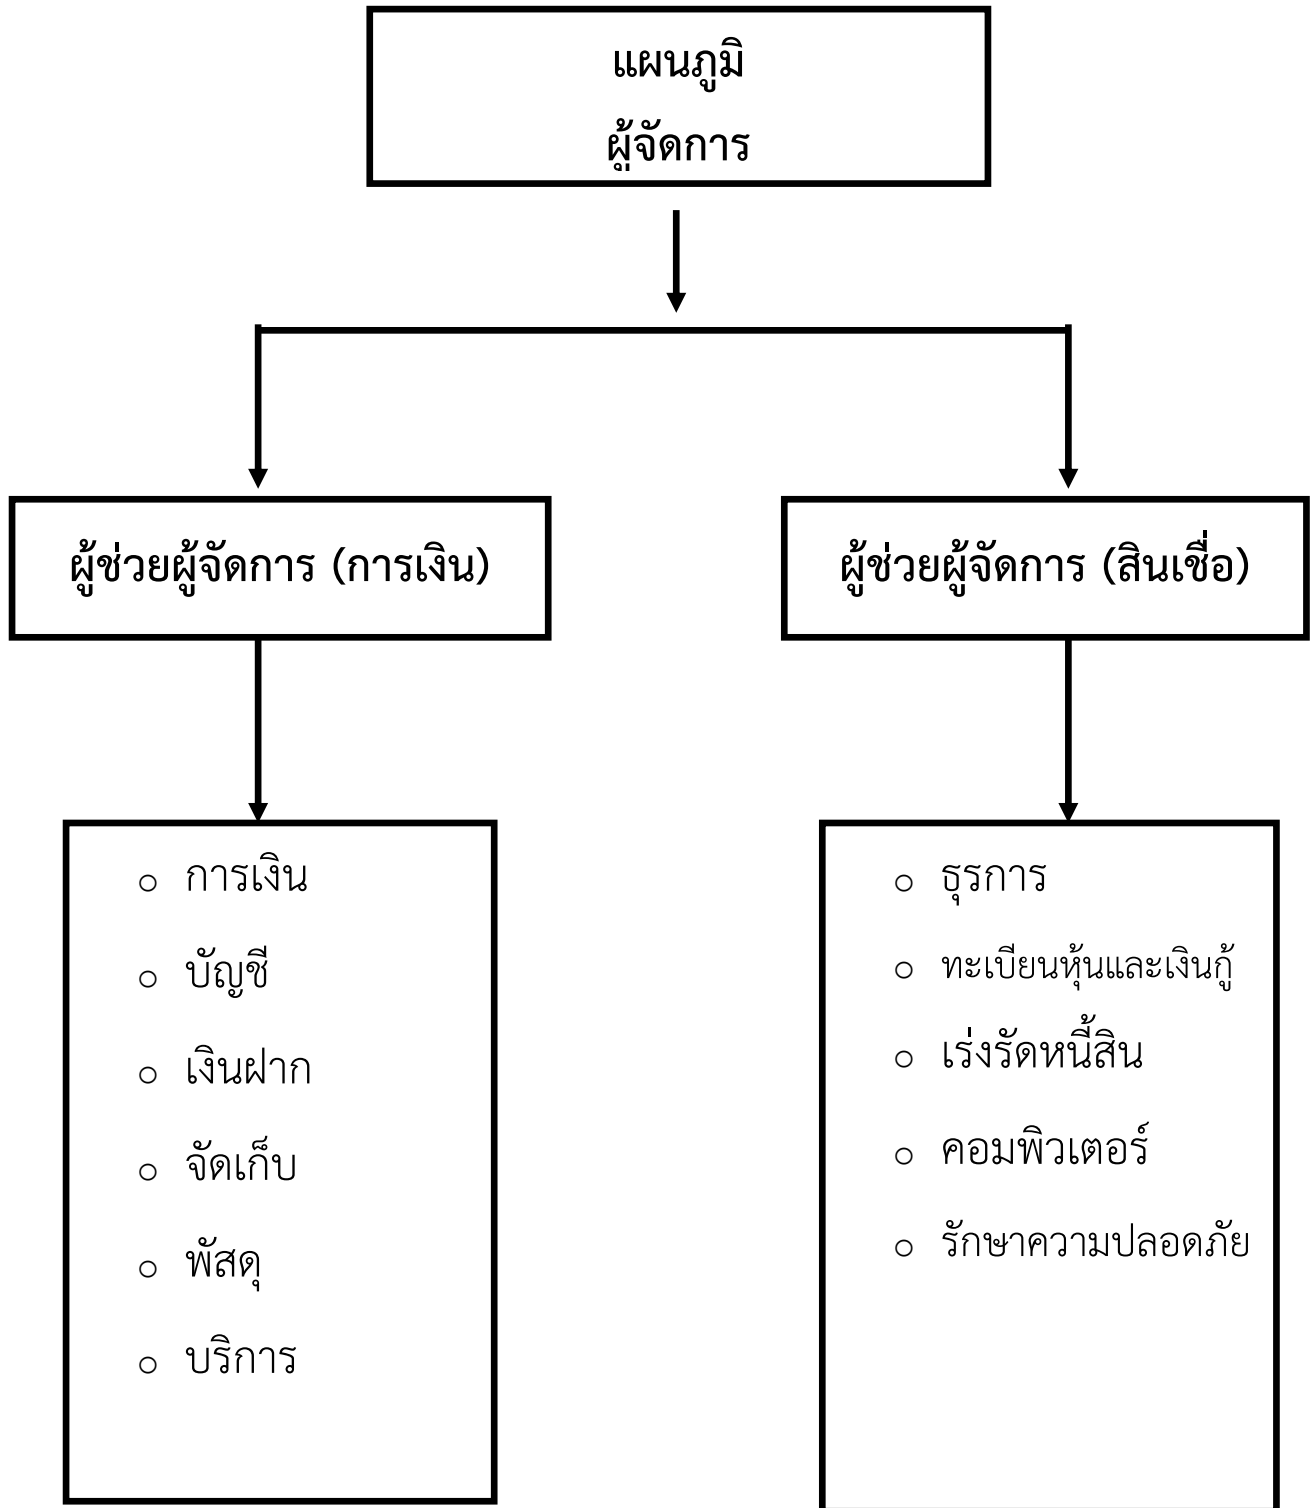 แผนภูมิ
ผู้จัดการ
ผู้ช่วยผู้จัดการ (การเงิน)
ผู้ช่วยผู้จัดการ (สินเชื่อ)
การเงิน
บัญชี
เงินฝาก
จัดเก็บ
พัสดุ
บริการ
ธุรการ
ทะเบียนหุ้นและเงินกู้
เร่งรัดหนี้สิน
คอมพิวเตอร์
รักษาความปลอดภัย